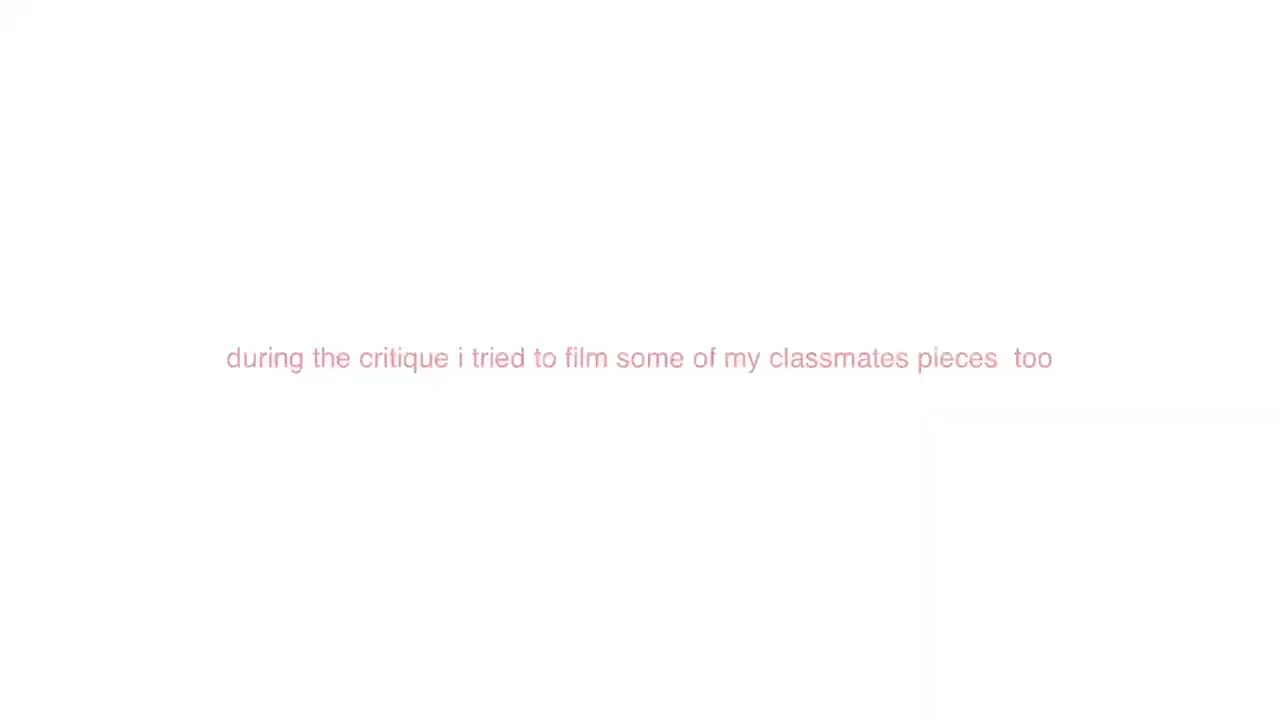 during the critique i tried to film some of my classmates pieces  too